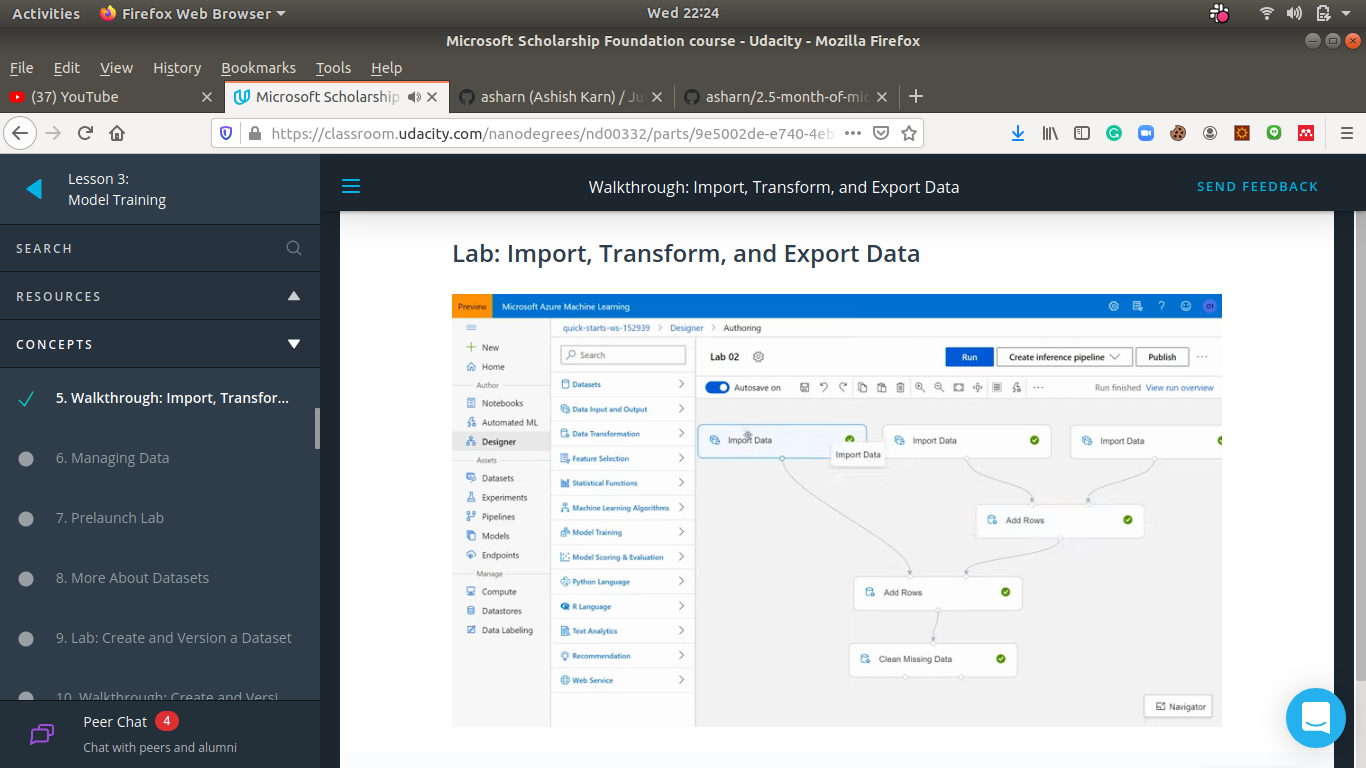 Activities
Firefox Web Browser
Wed 22:24
Microsoft Scholarship Foundation course - Udacity - Mozilla Firefox
File Edit View History Bookmarks Tools Help
(37) YouTube
Microsoft Scholarship
asharn (Ashish Karn) / Ju
asharn/2.5-month-of-mic
https://classroom.udacity.com/nanodegrees/nd00332/parts/9e5002de-e740-4eb
Lesson 3:
Model Training
SEARCH
RESOURCES
CONCEPTS
5. Walkthrough: Import, Transfor...
6. Managing Data
7. Prelaunch Lab
8. More About Datasets
9. Lab: Create and Version a Dataset
10. Walkthrough: Create and Versi
Peer Chat 4
Chat with peers and alumni
Walkthrough: Import, Transform, and Export Data
SEND FEEDBACK
Lab: Import, Transform, and Export Data
Preview
Microsoft Azure Machine Learning
OI
quick-starts-ws-152939 > Designer > Authoring
New
Home
Author
Notebooks
Automated ML
Designer
Assets
Datasets
Experiments
Pipelines
Models
Endpoints
Manage
Compute
Datastores
Data Labeling
Search
Datasets
Data Input and Output
Data Transformation
Feature Selection
Statistical Functions
Machine Learning Algorithms
Model Training
Model Scoring & Evaluation
Python Language
R Language
Text Analytics
Recommendation
Web Service
Lab 02
Run
Create inference pipeline
Publish
Autosave on
Run finished
View run overview
Import Data
Import Data
Import Data
Import Data
Add Rows
Add Rows
Clean Missing Data
Navigator